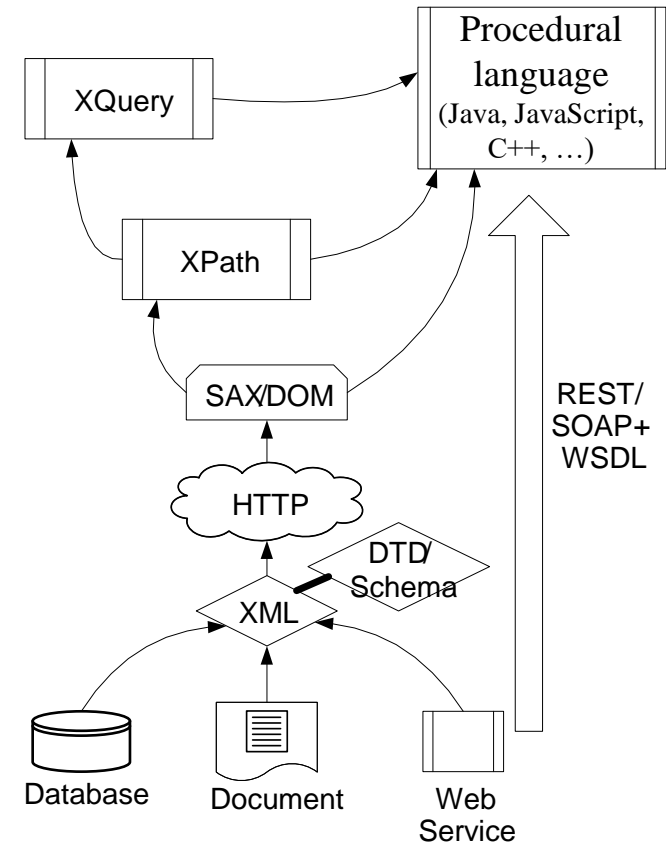 Procedural
language
(Java, JavaScript,
C++, …)
XQuery
XPath
SAX/DOM
REST/
SOAP+
WSDL
HTTP
DTD/
Schema
XML
Database
Document
Web
Service